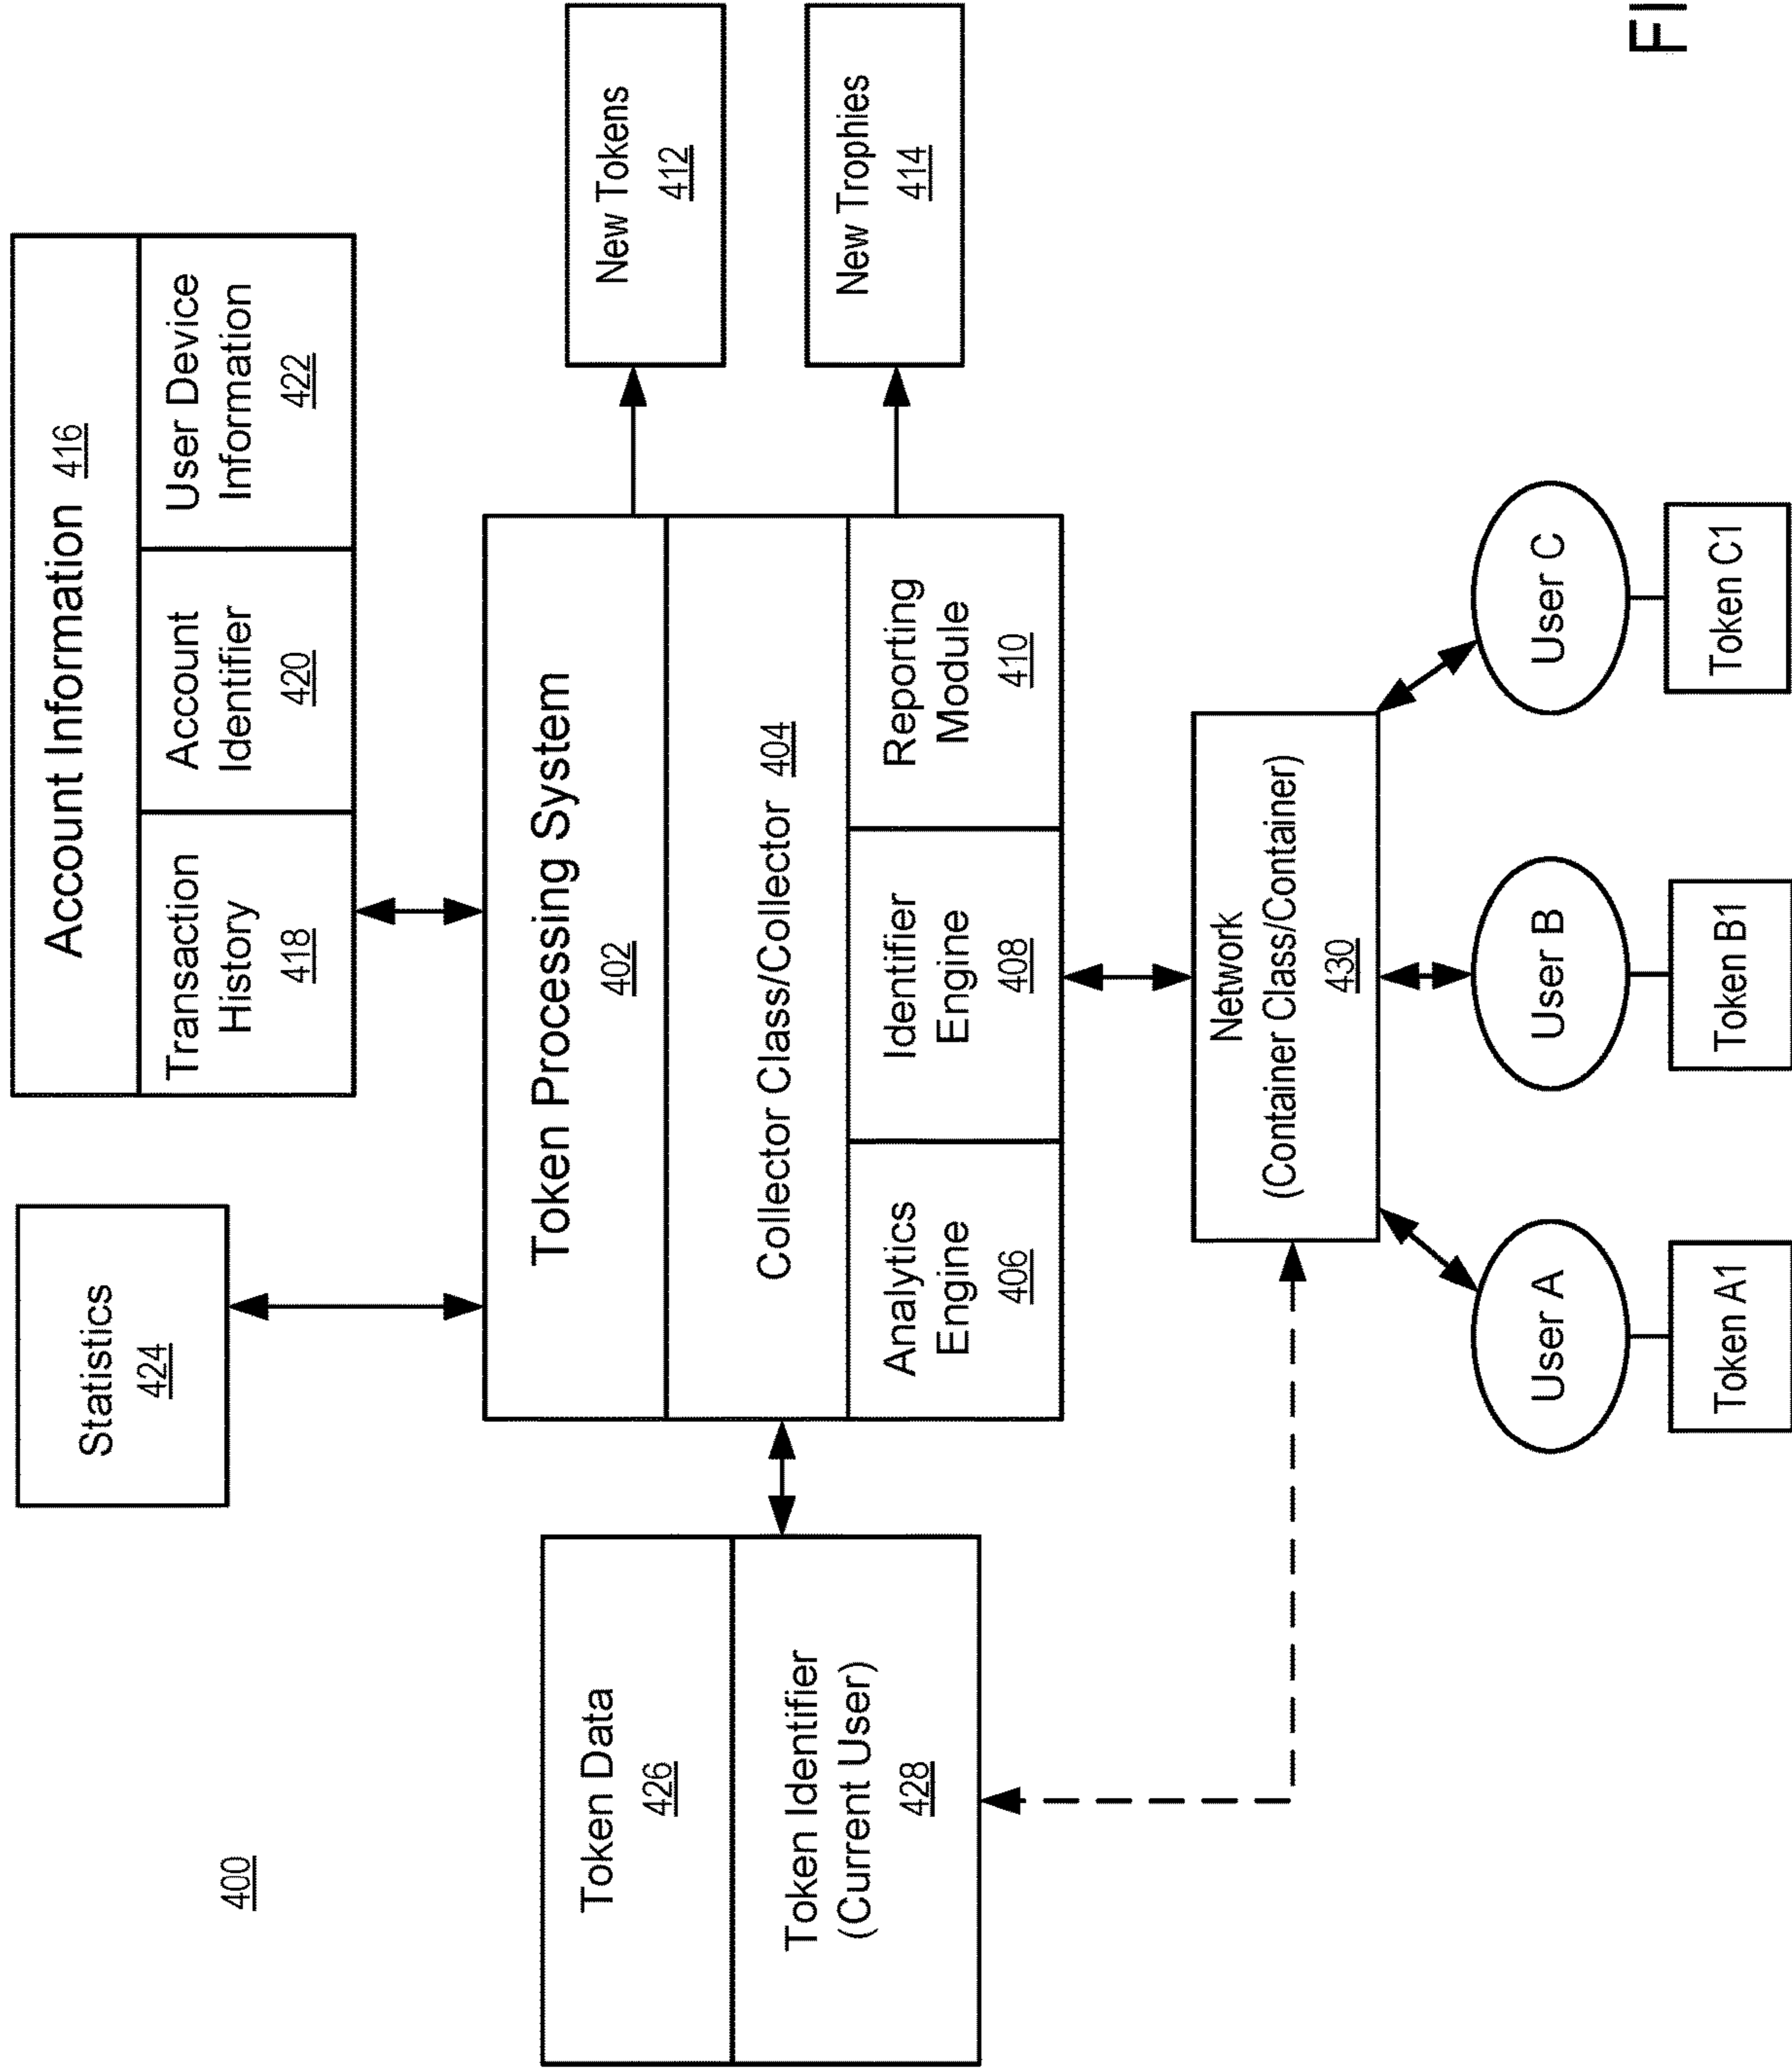 400
Statistics
424
Account Information 416
Transaction
History
418
Account
Identifier
420
User Device
Information
422
Token Data
426
Token Identifier
(Current User)
428
Token Processing System
402
Collector Class/Collector 404
Analytics
Engine
406
Identifier
Engine
408
Reporting
Module
410
New Tokens
412
New Trophies
414
Network
(Container Class/Container)
430
User A
User B
User C
Token A1
Token B1
Token C1